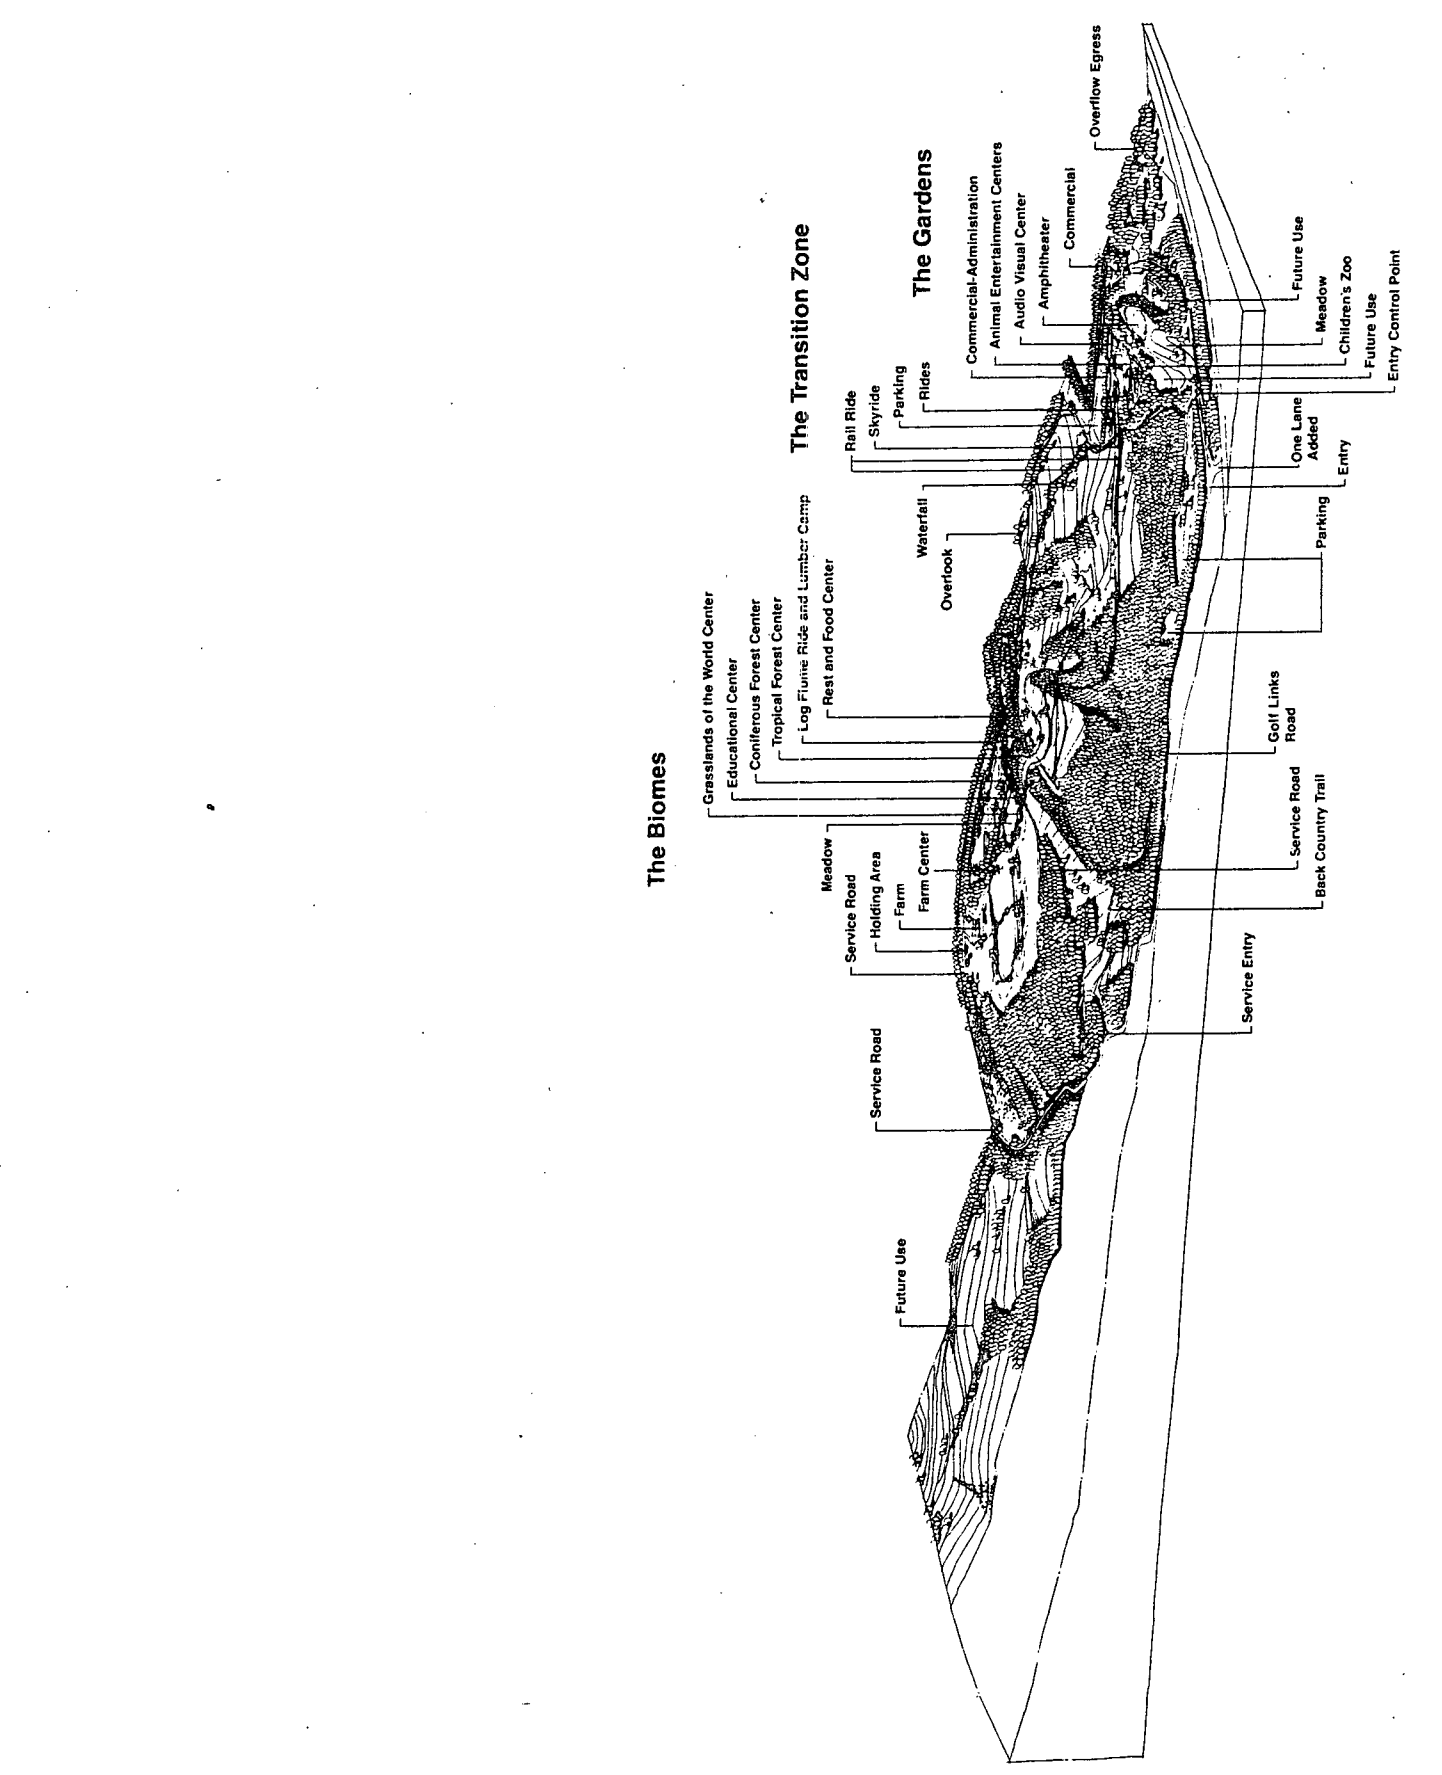 The Biomes
Grasslands of the World Center
Educational Center
Coniferous Forest Center
Tropical Forest Center
Log Flume Ride and Lumber Camp
Rest and Food Center
Meadow
Service Road
Holding Area
Farm
Farm Center
Service Road
Future Use
The Transition Zone
Rail Ride
Skyride
Parking
Rides
Waterfall
Overlook
The Gardens
Commercial-Administration
Animal Entertainment Centers
Audio Visual Center
Amphitheater
Commercial
Overflow Egress
Service Entry
Golf Links
Road
Service Road
Back Country Trail
Parking
One Lane
Added
Entry
Future Use
Meadow
Children's Zoo
Future Use
Entry Control Point